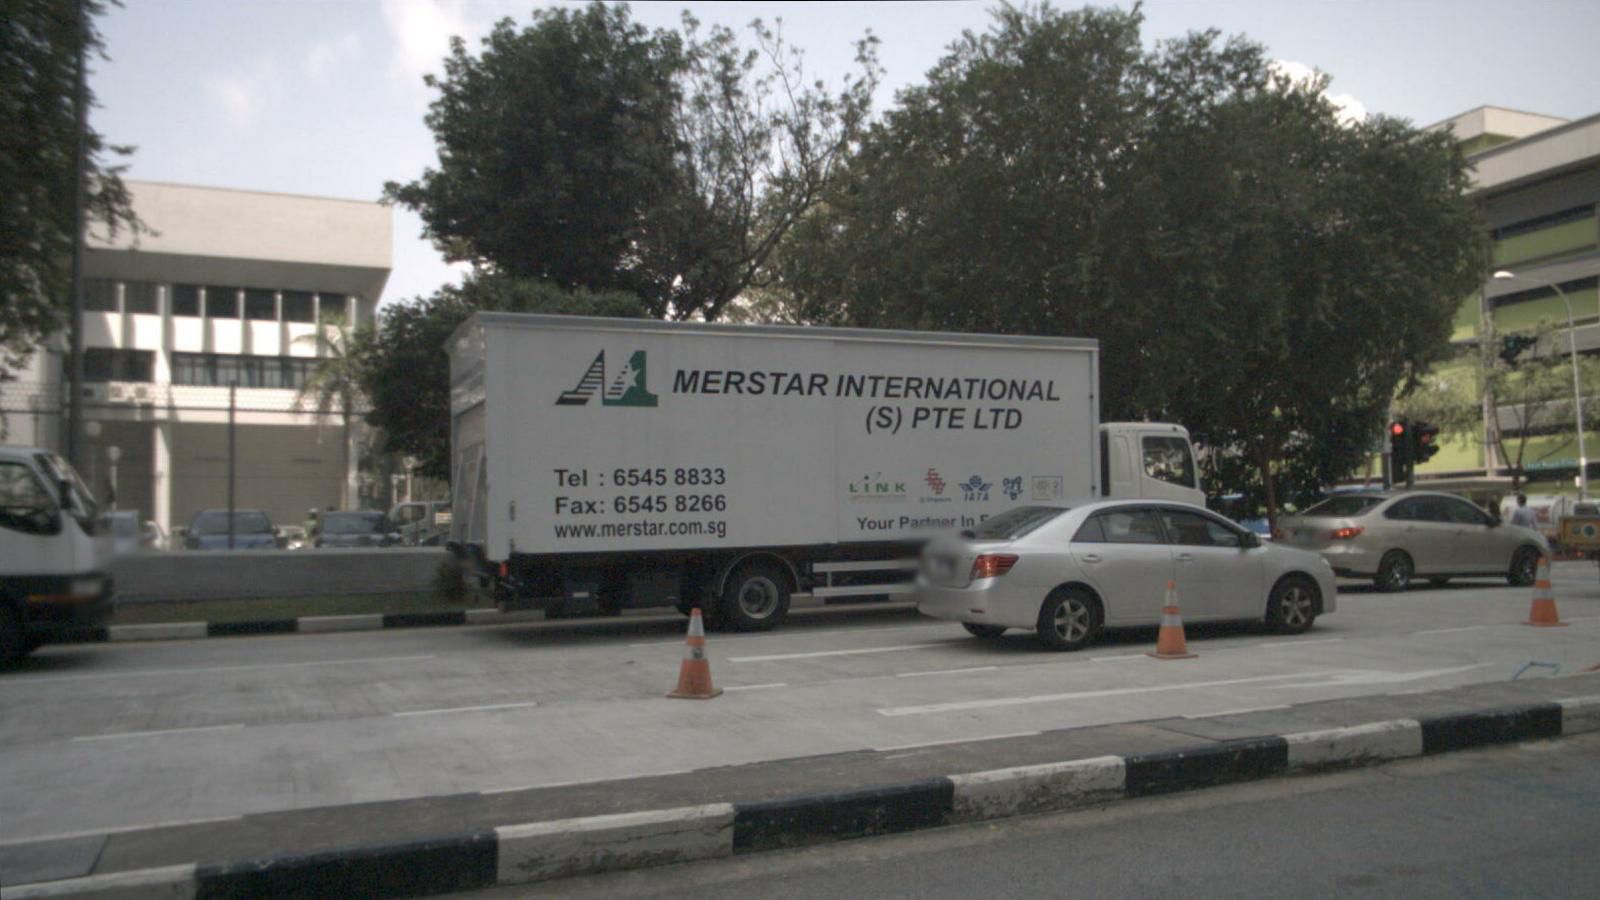 MERSTAR INTERNATIONAL
(S) PTE LTD
Tel : 6545 8833
Fax: 6545 8266
www.merstar.com.sg
LINK
IATA
Your Partner In